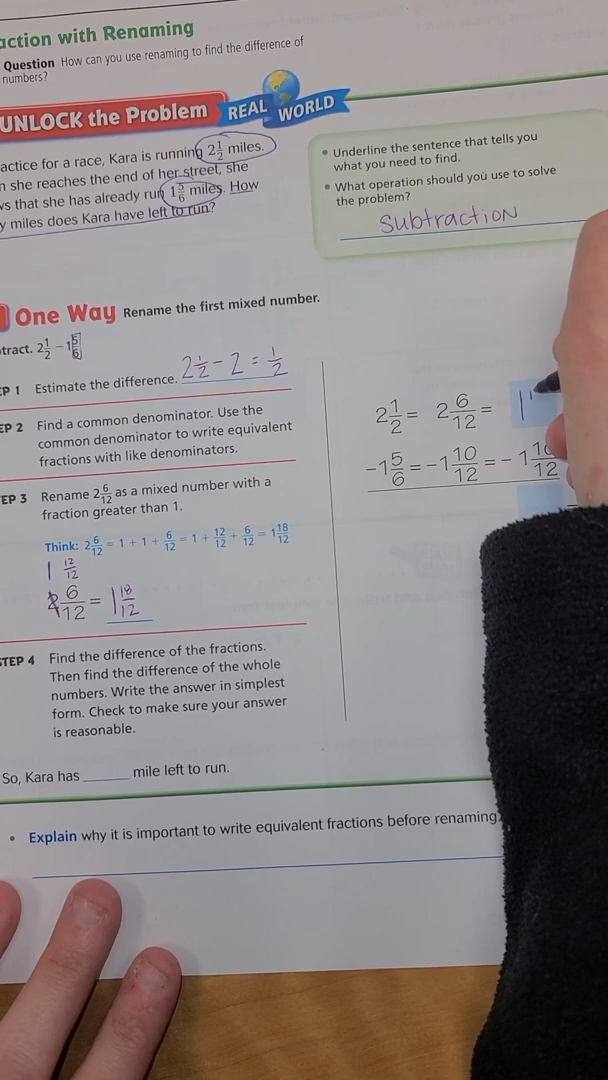 action with Renaming
Question How can you use renaming to find the difference of
numbers?
UNLOCK the Problem REAL WORLD
actice for a race, Kara is running 2 1/2 miles.
n she reaches the end of her street, she
ws that she has already run 1 5/6 miles. How
y miles does Kara have left to run?
• Underline the sentence that tells you
what you need to find.
• What operation should you use to solve
the problem?
Subtraction
One Way Rename the first mixed number.
tract. 2 1/2 − 1 5/6
EP 1 Estimate the difference. 2 1/2 − 2 = 1/2
EP 2 Find a common denominator. Use the
common denominator to write equivalent
fractions with like denominators.
EP 3 Rename 2 6/12 as a mixed number with a
fraction greater than 1.
Think: 2 6/12 = 1 + 1 + 6/12 = 1 + 12/12 + 6/12 = 1 18/12
1 12/12
2 6/12 = 1 18/12
STEP 4 Find the difference of the fractions.
Then find the difference of the whole
numbers. Write the answer in simplest
form. Check to make sure your answer
is reasonable.
2 1/2 = 2 6/12 = 1
−1 5/6 = −1 10/12 = −1 10/12
So, Kara has ______ mile left to run.
• Explain why it is important to write equivalent fractions before renaming